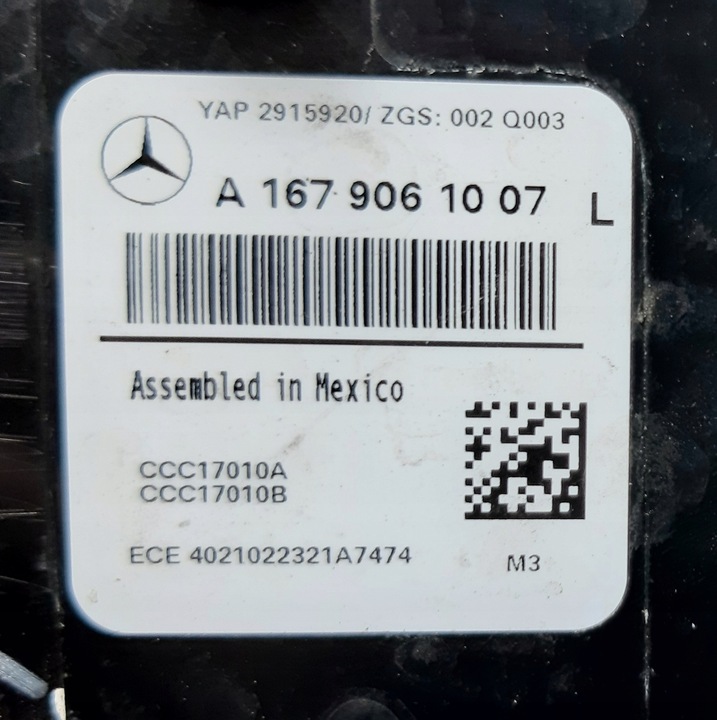 YAP 2915920/ ZGS: 002 Q003
A 167 906 10 07 L
Assembled in Mexico
CCC17010A
CCC17010B
ECE 4021022321A7474
M3